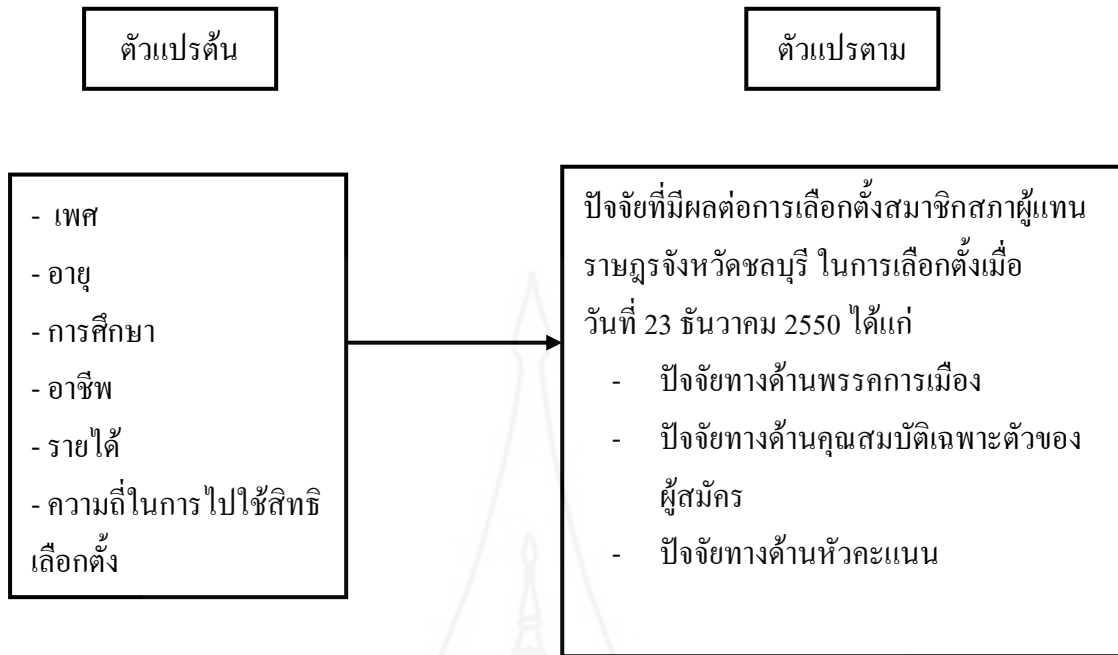 ตัวแปรต้น
ตัวแปรตาม
- เพศ
- อายุ
- การศึกษา
- อาชีพ
- รายได้
- ความถี่ในการไปใช้สิทธิ
เลือกตั้ง
ปัจจัยที่มีผลต่อการเลือกตั้งสมาชิกสภาผู้แทน
ราษฎรจังหวัดชลบุรี ในการเลือกตั้งเมื่อ
วันที่ 23 ธันวาคม 2550 ได้แก่
- ปัจจัยทางด้านพรรคการเมือง
- ปัจจัยทางด้านคุณสมบัติเฉพาะตัวของ
ผู้สมัคร
- ปัจจัยทางด้านหัวคะแนน